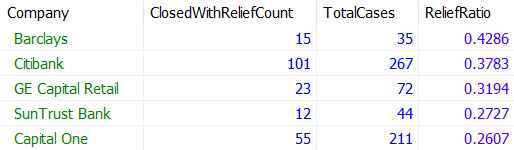 Company ClosedWithReliefCount TotalCases ReliefRatio
Barclays 15 35 0.4286
Citibank 101 267 0.3783
GE Capital Retail 23 72 0.3194
SunTrust Bank 12 44 0.2727
Capital One 55 211 0.2607